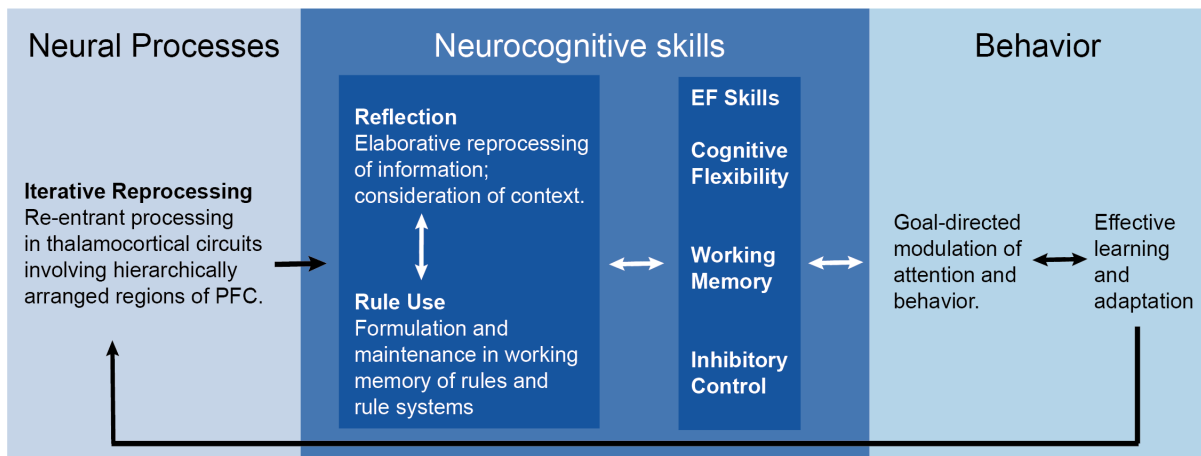 Neural Processes
Neurocognitive skills
Behavior
Iterative Reprocessing
Re-entrant processing
in thalamocortical circuits
involving hierarchically
arranged regions of PFC.
Reflection
Elaborative reprocessing
of information;
consideration of context.
Rule Use
Formulation and
maintenance in working
memory of rules and
rule systems
EF Skills
Cognitive
Flexibility
Working
Memory
Inhibitory
Control
Goal-directed
modulation of
attention and
behavior.
Effective
learning
and
adaptation